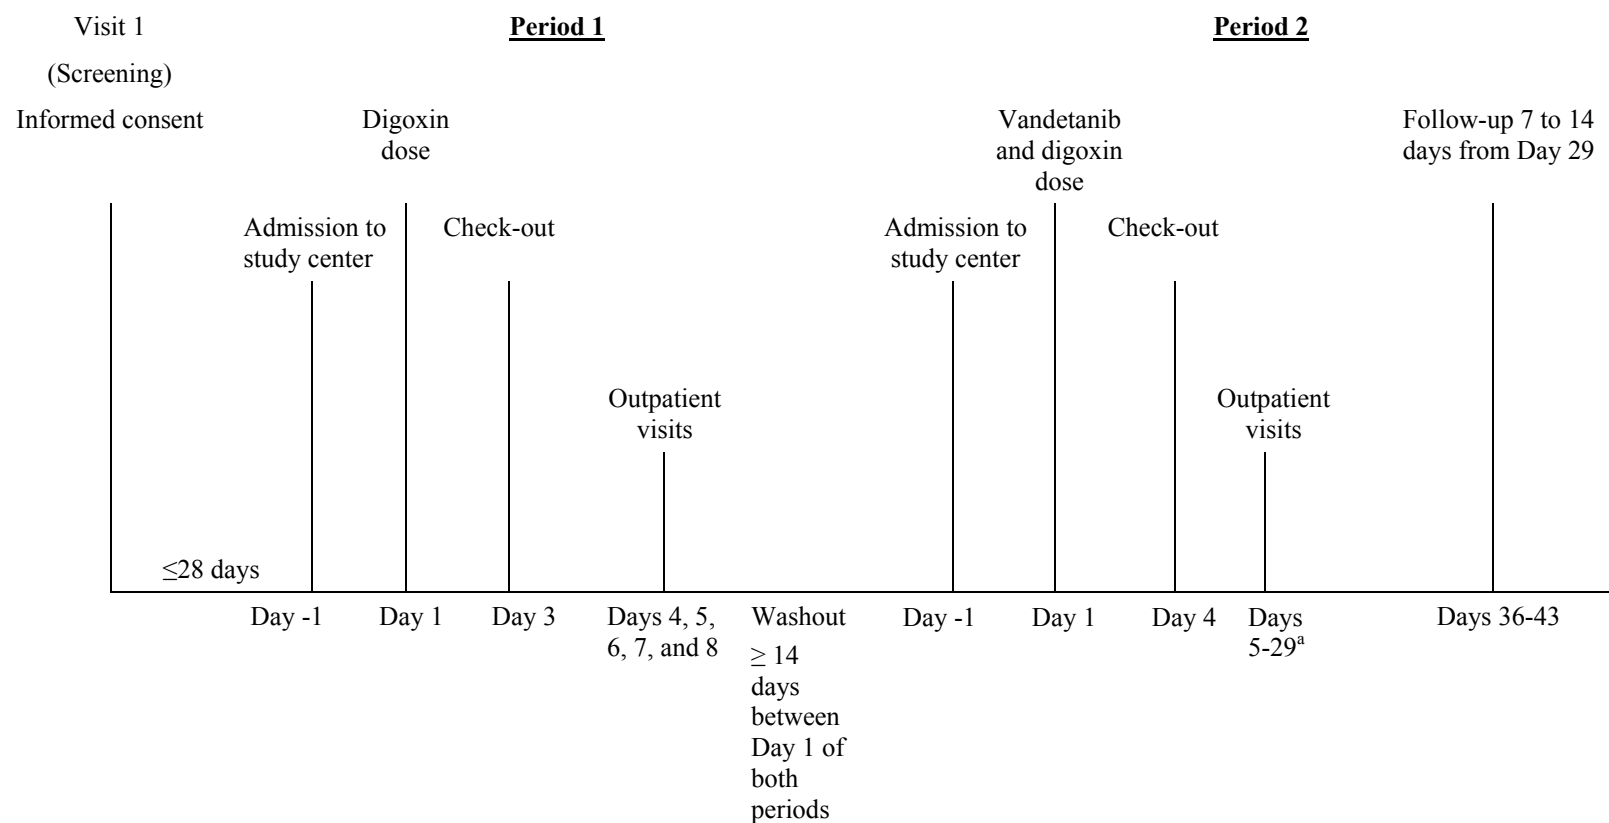 Visit 1
(Screening)
Informed consent
Period 1
Period 2
Digoxin
dose
Vandetanib
and digoxin
dose
Follow-up 7 to 14
days from Day 29
Admission to
study center
Check-out
Admission to
study center
Check-out
Outpatient
visits
Outpatient
visits
≤28 days
Day -1
Day 1
Day 3
Days 4, 5,
6, 7, and 8
Washout
≥ 14
days
between
Day 1 of
both
periods
Day -1
Day 1
Day 4
Days
5-29ᵃ
Days 36-43